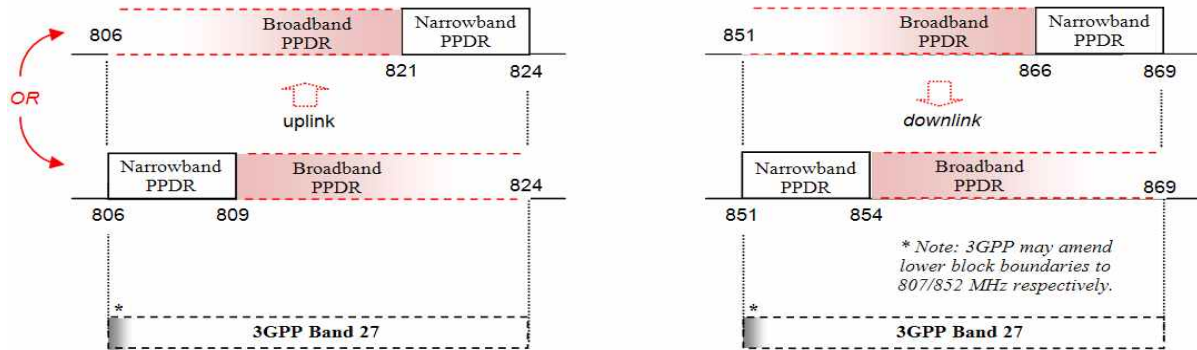 806
Broadband
PPDR
Narrowband
PPDR
821
824
OR
uplink
Narrowband
PPDR
Broadband
PPDR
824
806
809
*
3GPP Band 27
851
Broadband
PPDR
Narrowband
PPDR
866
869
downlink
Narrowband
PPDR
Broadband
PPDR
869
851
854
* Note: 3GPP may amend
lower block boundaries to
807/852 MHz respectively.
*
3GPP Band 27